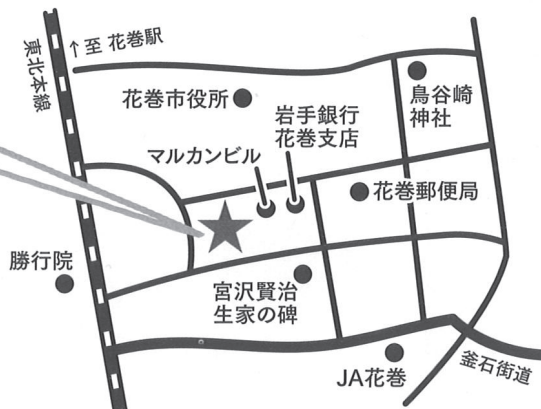 ↑至 花巻駅
東北本線
花巻市役所
鳥谷崎
神社
岩手銀行
花巻支店
マルカンビル
花巻郵便局
勝行院
宮沢賢治
生家の碑
釜石街道
JA花巻